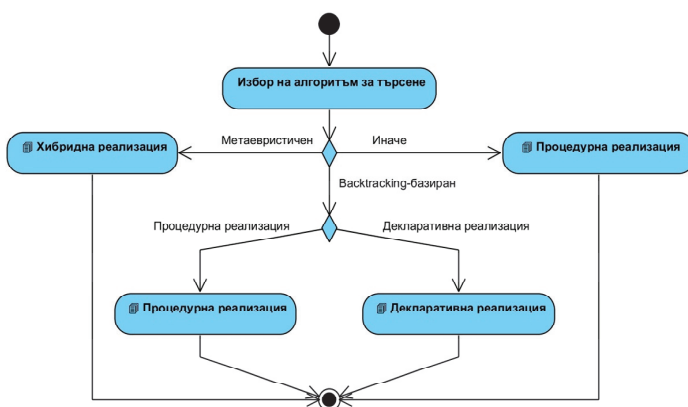 Избор на алгоритъм за търсене
Хибридна реализация
Метаевристичен
Иначе
Процедурна реализация
Backtracking-базиран
Процедурна реализация
Декларативна реализация
Процедурна реализация
Декларативна реализация